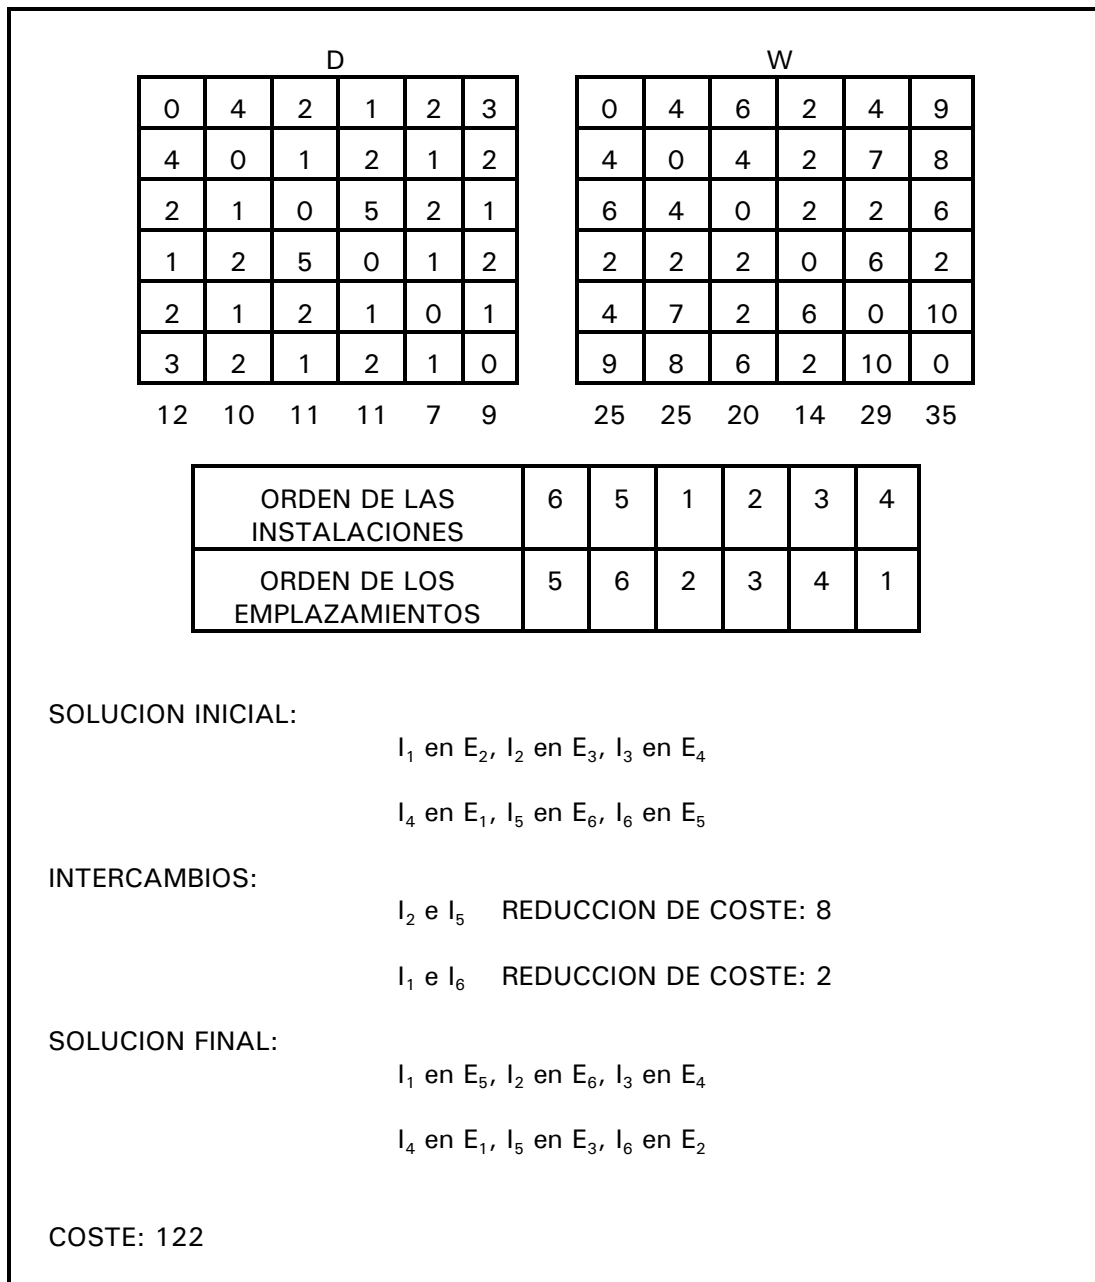 D W
0 4 2 1 2 3 0 4 6 2 4 9
4 0 1 2 1 2 4 0 4 2 7 8
2 1 0 5 2 1 6 4 0 2 2 6
1 2 5 0 1 2 2 2 2 0 6 2
2 1 2 1 0 1 4 7 2 6 0 10
3 2 1 2 1 0 9 8 6 2 10 0
12 10 11 11 7 9 25 25 20 14 29 35
ORDEN DE LAS INSTALACIONES 6 5 1 2 3 4
ORDEN DE LOS EMPLAZAMIENTOS 5 6 2 3 4 1
SOLUCION INICIAL:
I₁ en E₂, I₂ en E₃, I₃ en E₄
I₄ en E₁, I₅ en E₆, I₆ en E₅
INTERCAMBIOS:
I₂ e I₅ REDUCCION DE COSTE: 8
I₁ e I₆ REDUCCION DE COSTE: 2
SOLUCION FINAL:
I₁ en E₅, I₂ en E₆, I₃ en E₄
I₄ en E₁, I₅ en E₃, I₆ en E₂
COSTE: 122